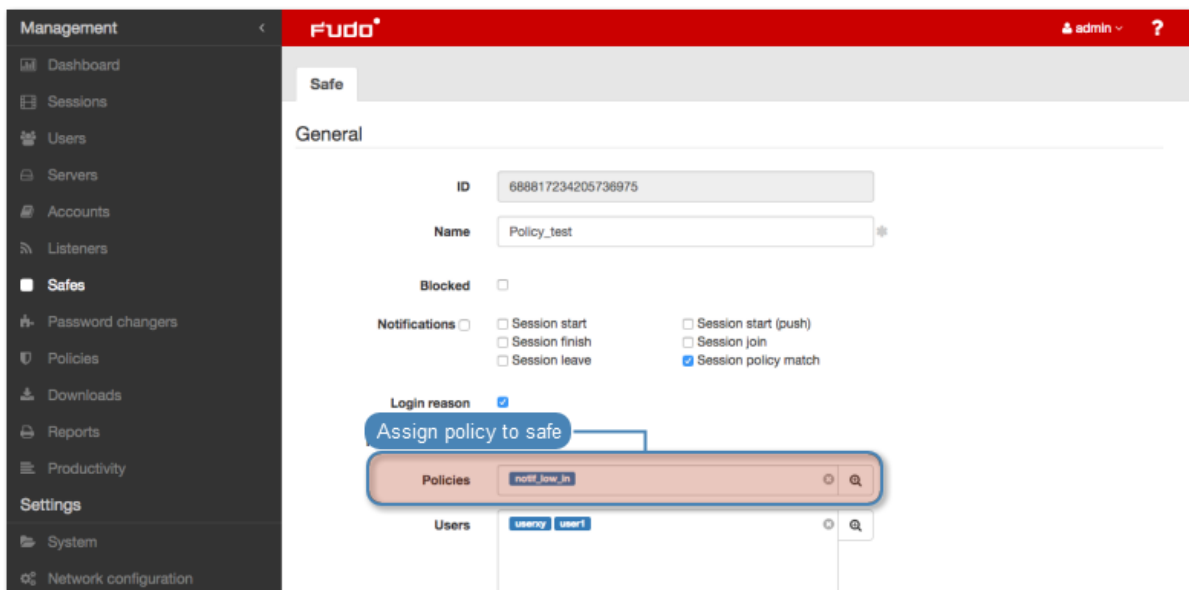 Management
Fudo
admin
?
Dashboard
Sessions
Users
Servers
Accounts
Listeners
Safes
Password changers
Policies
Downloads
Reports
Productivity
Settings
System
Network configuration
Safe
General
ID 688817234205736975
Name Policy_test
Blocked
Notifications Session start Session start (push)
Session finish Session join
Session leave Session policy match
Login reason
Assign policy to safe
Policies notif_low_in
Users userxy user1